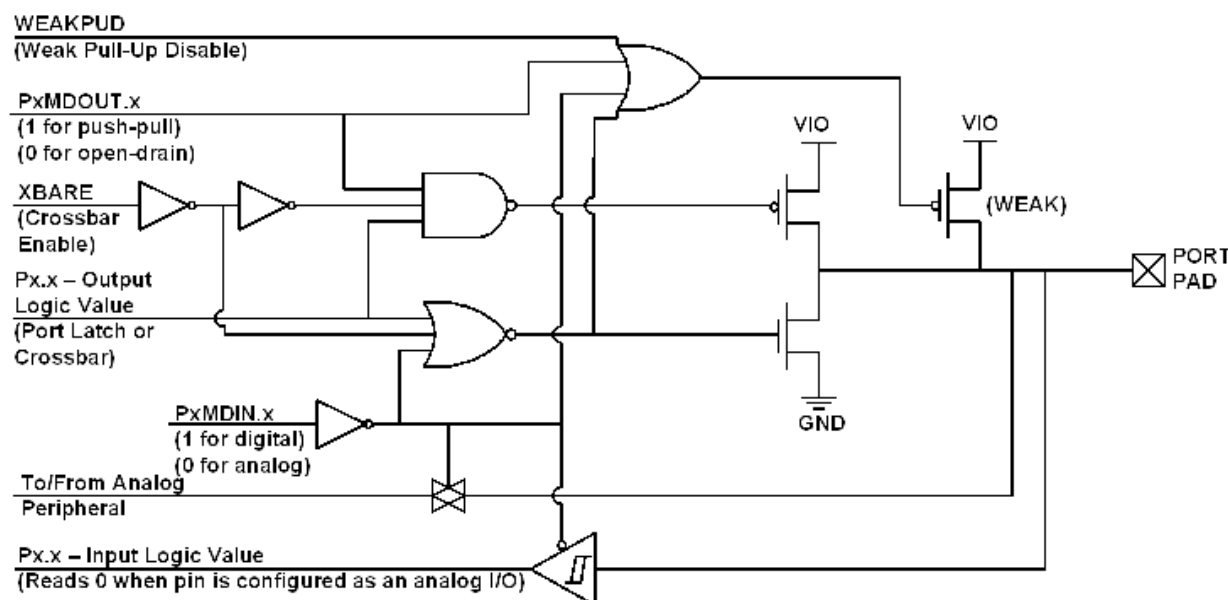 WEAKPUD
(Weak Pull-Up Disable)
PxMDOUT.x
(1 for push-pull)
(0 for open-drain)
XBARE
(Crossbar
Enable)
Px.x – Output
Logic Value
(Port Latch or
Crossbar)
PxMDIN.x
(1 for digital)
(0 for analog)
To/From Analog
Peripheral
Px.x – Input Logic Value
(Reads 0 when pin is configured as an analog I/O)
VIO
VIO
(WEAK)
PORT
PAD
GND